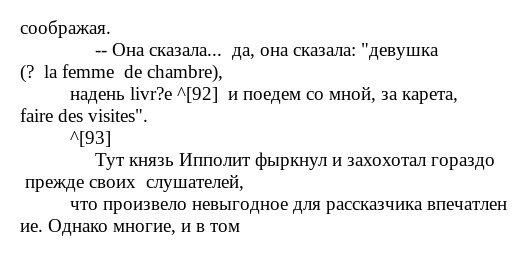 соображая.
-- Она сказала... да, она сказала: "девушка
(? la femme de chambre),
надень livr?e ^[92] и поедем со мной, за карета,
faire des visites".
^[93]
Тут князь Ипполит фыркнул и захохотал гораздо
прежде своих слушателей,
что произвело невыгодное для рассказчика впечатлен
ие. Однако многие, и в том